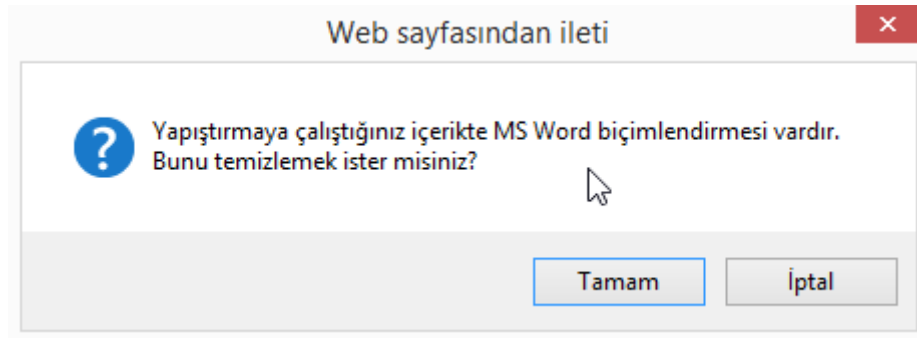 Web sayfasından ileti
Yapıştırmaya çalıştığınız içerikte MS Word biçimlendirmesi vardır.
Bunu temizlemek ister misiniz?
Tamam
İptal